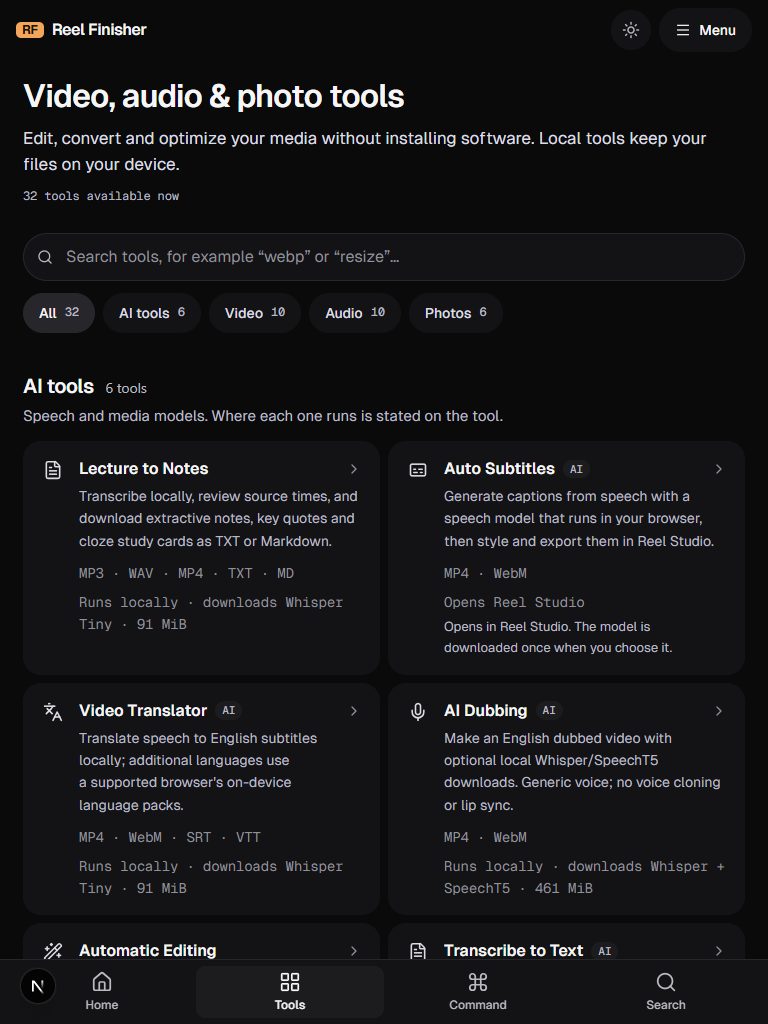 RF Reel Finisher
Menu
Video, audio & photo tools
Edit, convert and optimize your media without installing software. Local tools keep your
files on your device.
32 tools available now
Search tools, for example “webp” or “resize”…
All 32 AI tools 6 Video 10 Audio 10 Photos 6
AI tools 6 tools
Speech and media models. Where each one runs is stated on the tool.
Lecture to Notes
Transcribe locally, review source times, and
download extractive notes, key quotes and
cloze study cards as TXT or Markdown.
MP3 · WAV · MP4 · TXT · MD
Runs locally · downloads Whisper
Tiny · 91 MiB
Auto Subtitles AI
Generate captions from speech with a
speech model that runs in your browser,
then style and export them in Reel Studio.
MP4 · WebM
Opens Reel Studio
Opens in Reel Studio. The model is
downloaded once when you choose it.
Video Translator AI
Translate speech to English subtitles
locally; additional languages use
a supported browser's on-device
language packs.
MP4 · WebM · SRT · VTT
Runs locally · downloads Whisper
Tiny · 91 MiB
AI Dubbing AI
Make an English dubbed video with
optional local Whisper/SpeechT5
downloads. Generic voice; no voice cloning
or lip sync.
MP4 · WebM
Runs locally · downloads Whisper +
SpeechT5 · 461 MiB
Automatic Editing
Transcribe to Text AI
N
Home
Tools
Command
Search